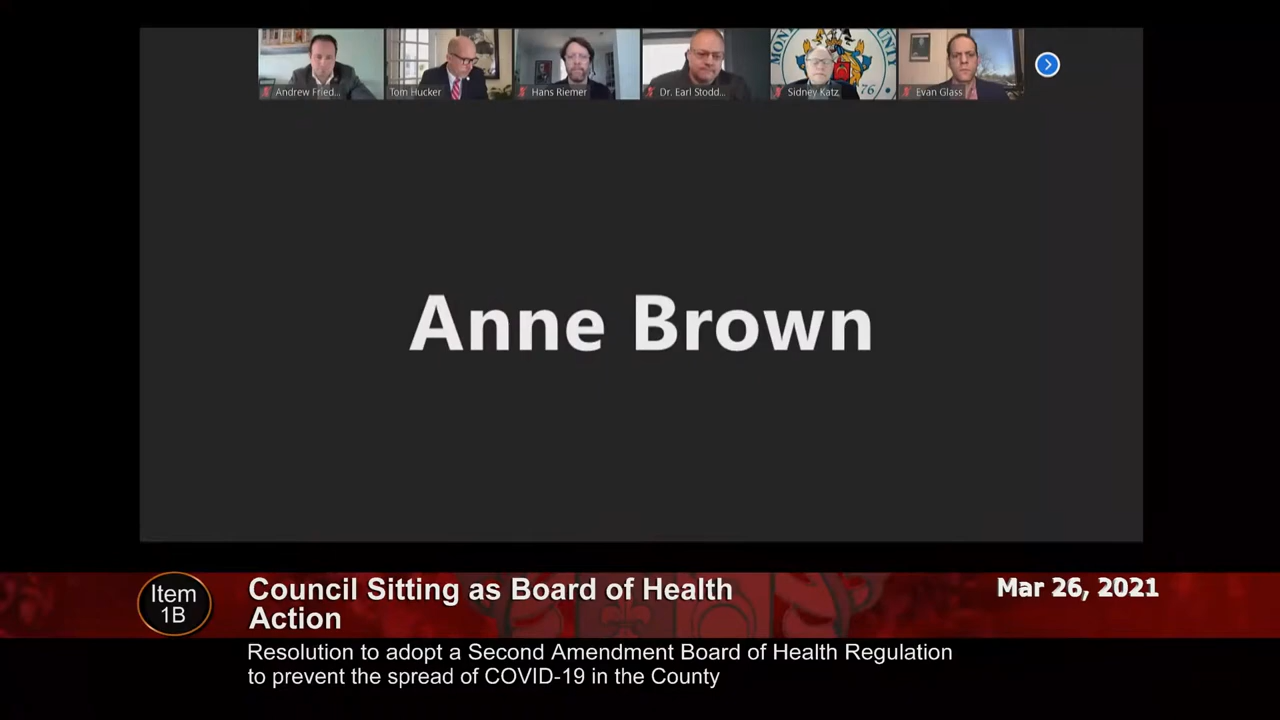 Andrew Fried...
Tom Hucker
Hans Riemer
Dr. Earl Stodd...
Sidney Katz
Evan Glass
Anne Brown
Item
1B
Council Sitting as Board of Health
Action
Mar 26, 2021
Resolution to adopt a Second Amendment Board of Health Regulation
to prevent the spread of COVID-19 in the County